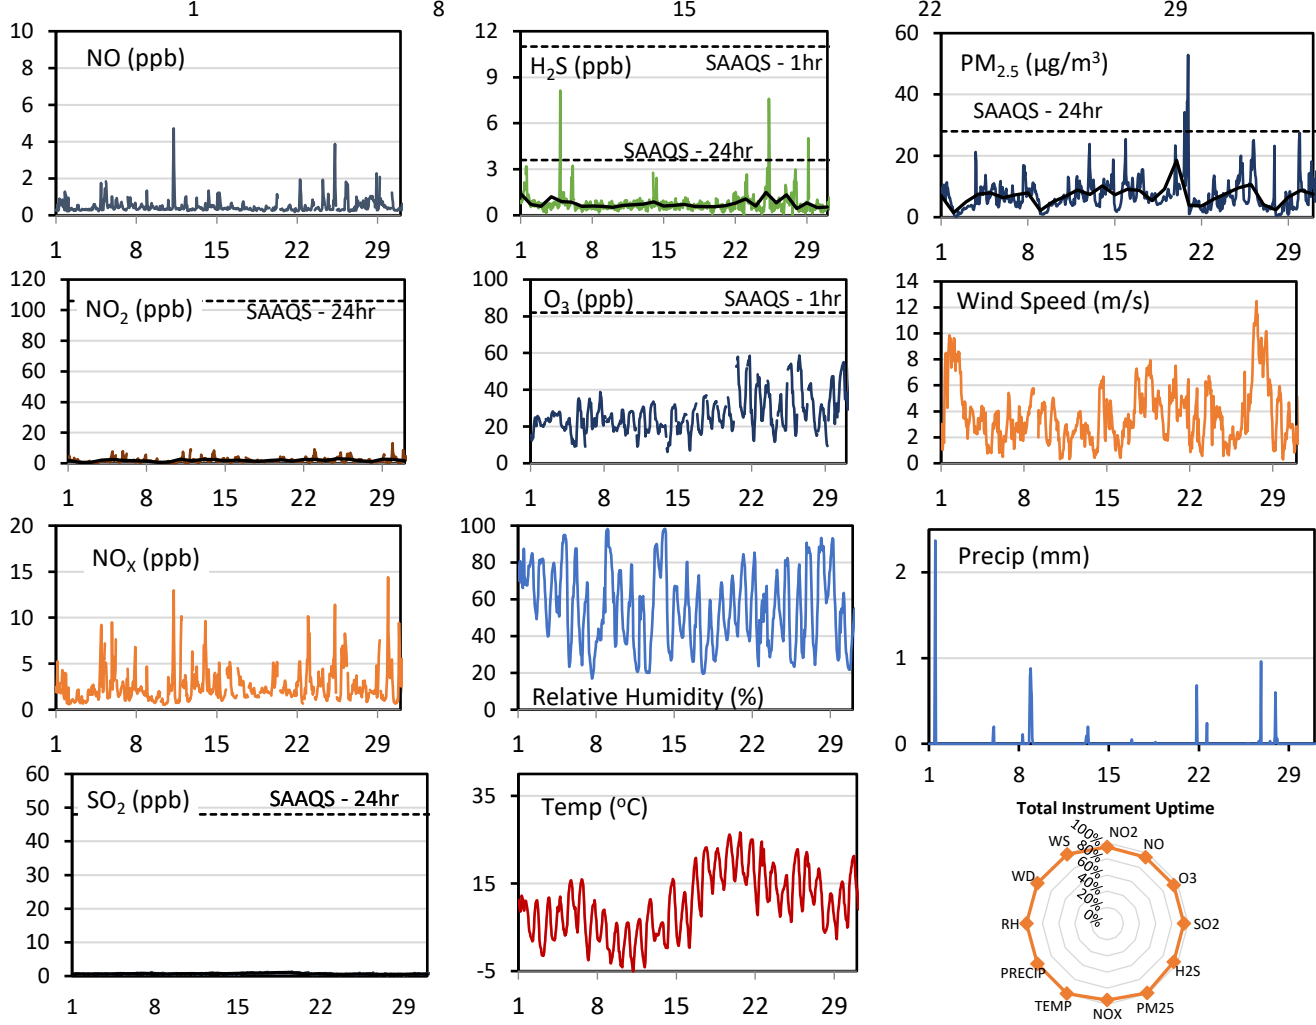 1 8 15 22 29
NO (ppb)
10
8
6
4
2
0
1 8 15 22 29
H₂S (ppb)
SAAQS - 1hr
SAAQS - 24hr
12
9
6
3
0
1 8 15 22 29
PM₂.₅ (µg/m³)
SAAQS - 24hr
60
40
20
0
1 8 15 22 29
NO₂ (ppb)
SAAQS - 24hr
120
100
80
60
40
20
0
1 8 15 22 29
O₃ (ppb)
SAAQS - 1hr
100
80
60
40
20
0
1 8 15 22 29
Wind Speed (m/s)
14
12
10
8
6
4
2
0
1 8 15 22 29
NOX (ppb)
20
15
10
5
0
1 8 15 22 29
100
80
60
40
20
0
Relative Humidity (%)
1 8 15 22 29
Precip (mm)
2
1
0
1 8 15 22 29
SO₂ (ppb)
SAAQS - 24hr
60
50
40
30
20
10
0
1 8 15 22 29
Temp (°C)
35
15
-5
1 8 15 22 29
Total Instrument Uptime
100%
80%
60%
40%
20%
0%
NO2
NO
O3
SO2
H2S
PM25
NOX
TEMP
PRECIP
RH
WD
WS